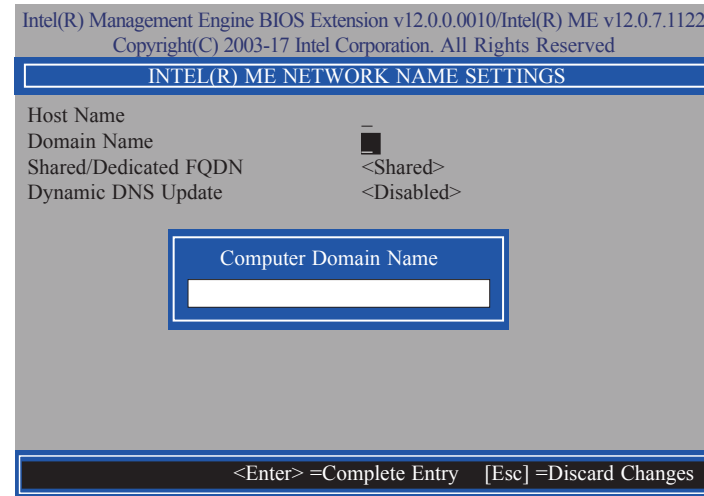 Intel(R) Management Engine BIOS Extension v12.0.0.0010/Intel(R) ME v12.0.7.1122
Copyright(C) 2003-17 Intel Corporation. All Rights Reserved
INTEL(R) ME NETWORK NAME SETTINGS
Host Name _
Domain Name _
Shared/Dedicated FQDN <Shared>
Dynamic DNS Update <Disabled>
Computer Domain Name
<Enter> =Complete Entry [Esc] =Discard Changes